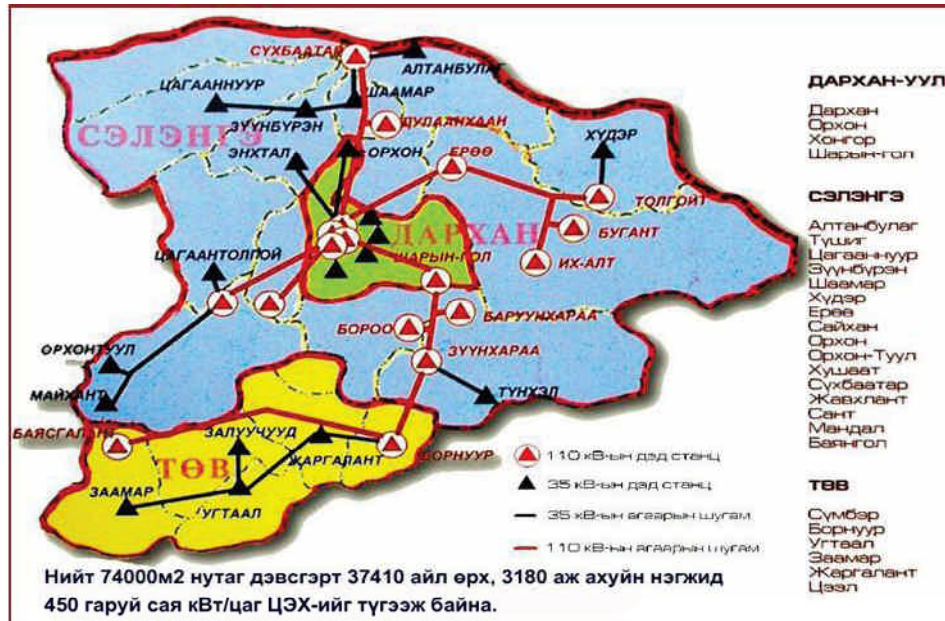 СҮХБААТАР
АЛТАНБУЛАГ
ЦАГААННУУР
ШААМАР
ЗҮҮНБҮРЭН
СЭЛЭНГЭ
ДУЛААНХААН
ХҮДЭР
ЭНХТАЛ
ОРХОН
ЕРӨӨ
ТОЛГОЙТ
БУГАНТ
ДАРХАН
ИХ-АЛТ
ШАРЫН-ГОЛ
ЦАГААНТОЛГОЙ
БАРУУНХАРАА
БОРОО
ЗҮҮНХАРАА
ОРХОНТУУЛ
МАЙХАНТ
ТҮНХЭЛ
БАЯСГАЛАНТ
ЗАЛУУЧУУД
ЖАРГАЛАНТ
БОРНУУР
ТӨВ
ЗААМАР
УГТААЛ
110 кВ-ын дэд станц
35 кВ-ын дэд станц
35 кВ-ын агаарын шугам
110 кВ-ын агаарын шугам
Нийт 74000м2 нутаг дэвсгэрт 37410 айл өрх, 3180 аж ахуйн нэгжид
450 гаруй сая кВт/цаг ЦЭХ-ийг түгээж байна.
ДАРХАН-УУЛ
Дархан
Орхон
Хонгор
Шарын-гол
СЭЛЭНГЭ
Алтанбулаг
Түшиг
Цагааннуур
Зүүнбүрэн
Шаамар
Хүдэр
Ерөө
Сайхан
Орхон
Орхон-Туул
Хушаат
Сүхбаатар
Жавхлант
Сант
Мандал
Баянгол
ТӨВ
Сүмбэр
Борнуур
Угтаал
Заамар
Жаргалант
Цээл